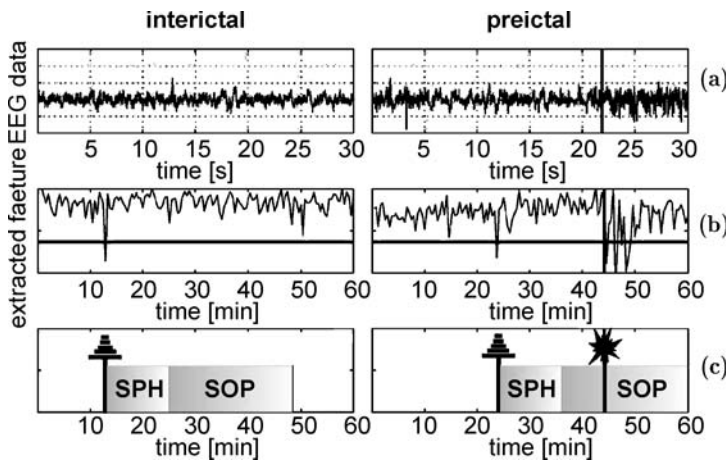 interictal preictal
extracted faeture EEG data
(a)
5 10 15 20 25 30 5 10 15 20 25 30
time [s] time [s]
(b)
10 20 30 40 50 60 10 20 30 40 50 60
time [min] time [min]
SPH SOP SPH SOP
(c)
10 20 30 40 50 60 10 20 30 40 50 60
time [min] time [min]